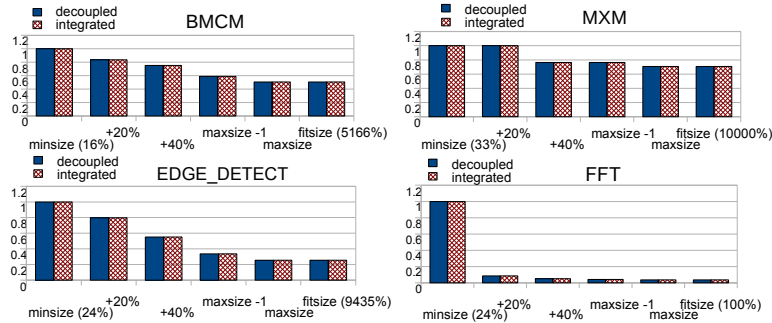 decoupled
integrated
BMCM
1.2
1
0.8
0.6
0.4
0.2
0
minsize (16%)
+20%
+40%
maxsize -1
maxsize
fitsize (5166%)
decoupled
integrated
MXM
1.2
1
0.8
0.6
0.4
0.2
0
minsize (33%)
+20%
+40%
maxsize -1
maxsize
fitsize (10000%)
decoupled
integrated
EDGE_DETECT
1.2
1
0.8
0.6
0.4
0.2
0
minsize (24%)
+20%
+40%
maxsize -1
maxsize
fitsize (9435%)
decoupled
integrated
FFT
1.2
1
0.8
0.6
0.4
0.2
0
minsize (24%)
+20%
+40%
maxsize -1
maxsize
fitsize (100%)